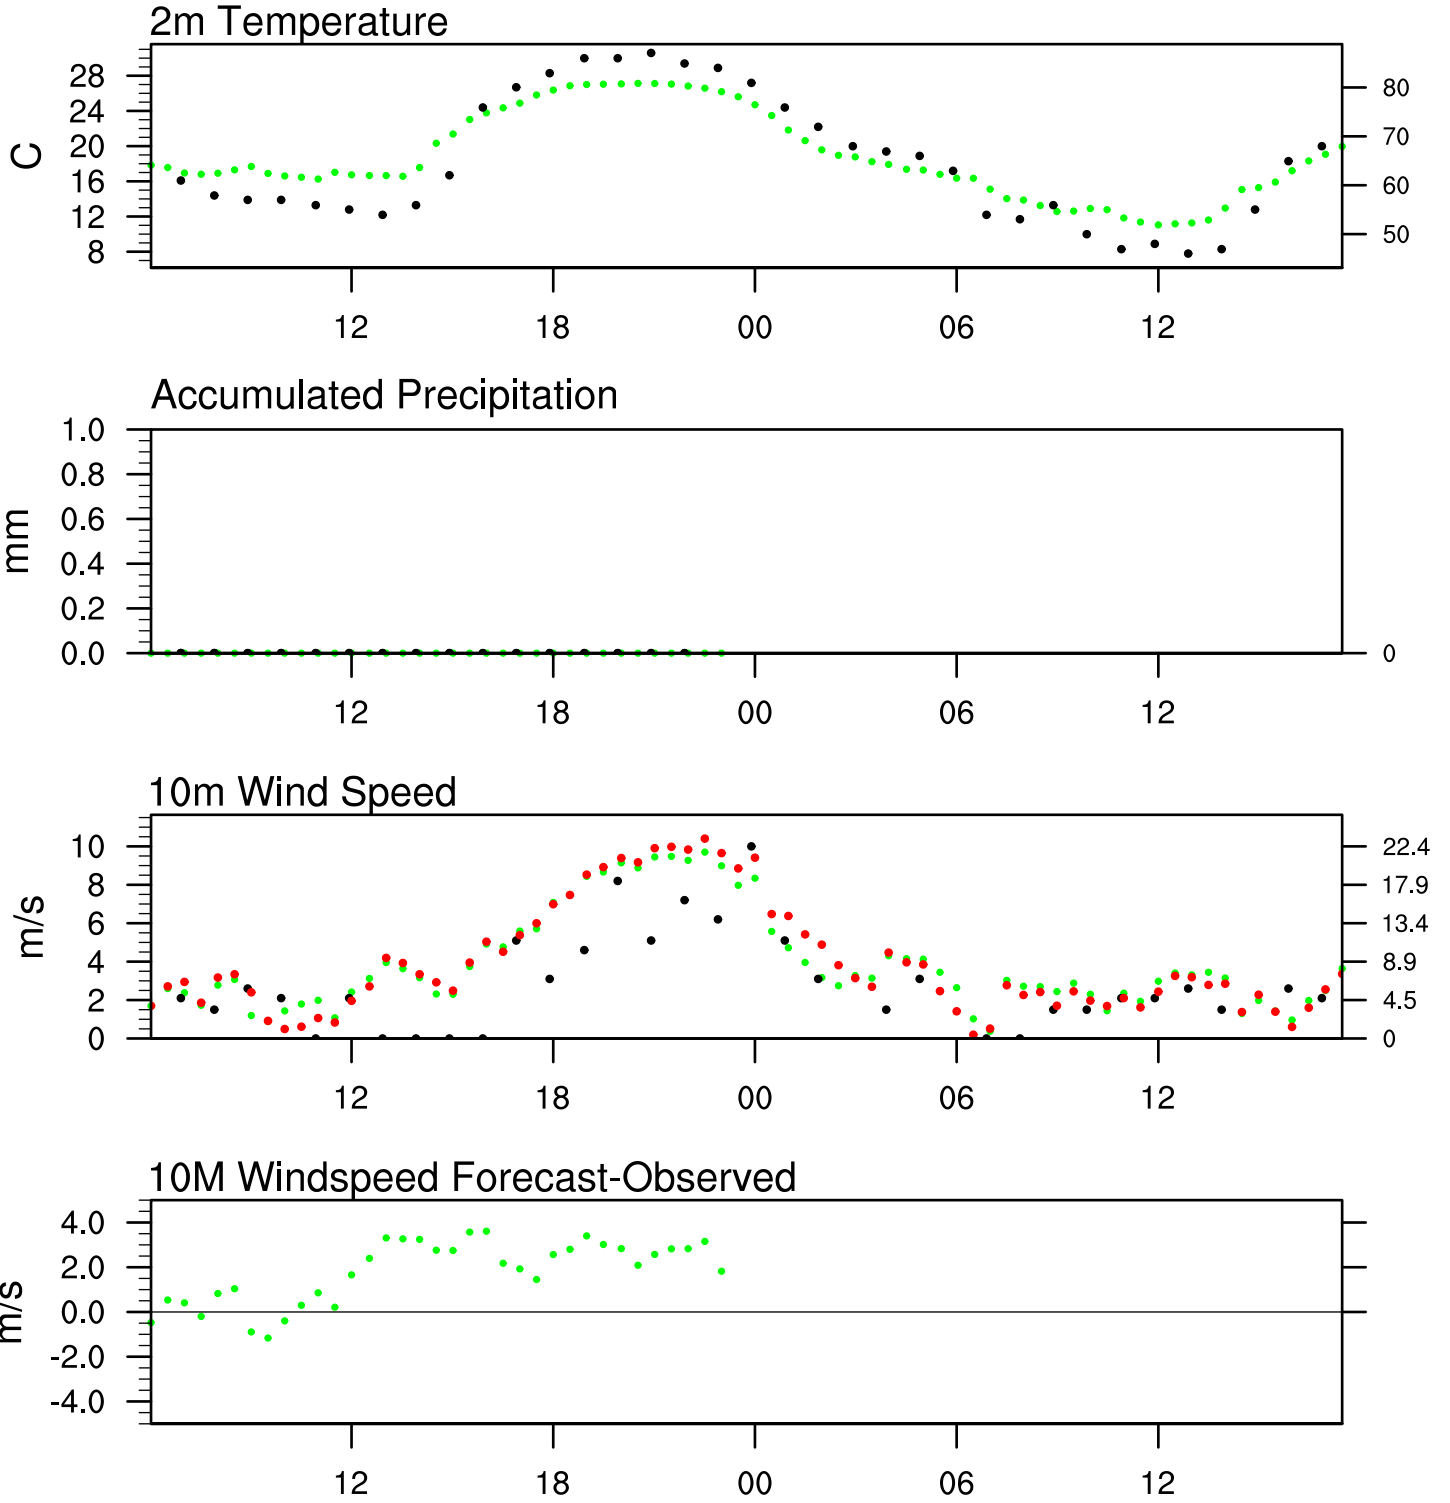 2m Temperature
28
24
20
16
12
8
C
80
70
60
50
12 18 00 06 12
Accumulated Precipitation
1.0
0.8
0.6
0.4
0.2
0.0
mm
0
12 18 00 06 12
10m Wind Speed
10
8
6
4
2
0
m/s
22.4
17.9
13.4
8.9
4.5
0
12 18 00 06 12
10M Windspeed Forecast-Observed
4.0
2.0
0.0
-2.0
-4.0
m/s
12 18 00 06 12